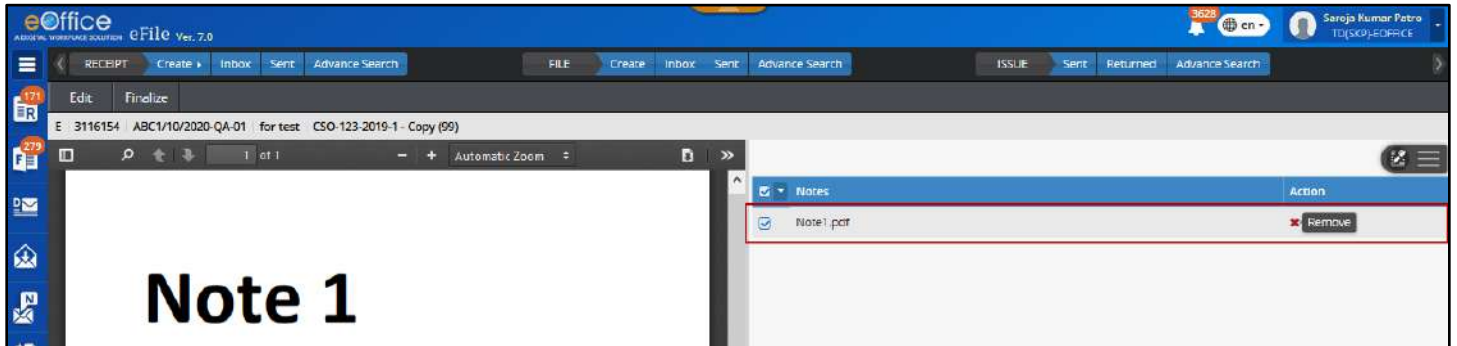 eOffice
A DIGITAL WORKPLACE SOLUTION
eFile Ver. 7.0
3628
en
Saroja Kumar Patro
TD(SKP)-EOFFICE
RECEIPT Create Inbox Sent Advance Search FILE Create Inbox Sent Advance Search ISSUE Sent Returned Advance Search
171
R
Edit Finalize
E 3116154 ABC1/10/2020-QA-01 for test CSO-123-2019-1 - Copy (99)
279
F
1 of 1 - + Automatic Zoom
Notes Action
D
Note1.pdf Remove
Note 1
N